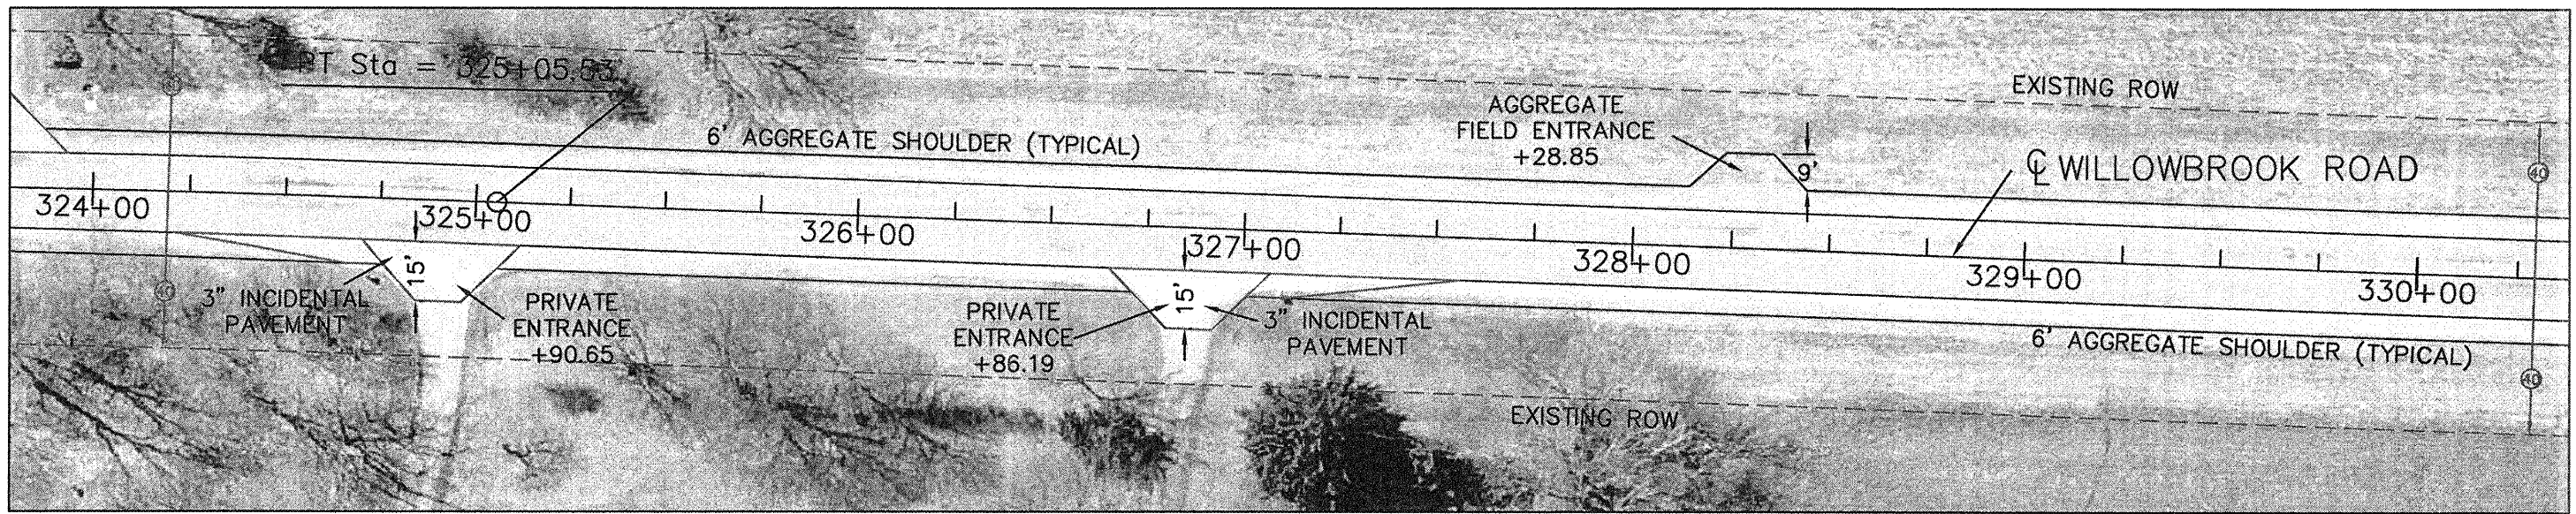 PT Sta = 325+05.53
EXISTING ROW
6' AGGREGATE SHOULDER (TYPICAL)
AGGREGATE
FIELD ENTRANCE
+28.85
9'
℄ WILLOWBROOK ROAD
40
324+00
325+00
326+00
327+00
328+00
329+00
330+00
15'
3" INCIDENTAL
PAVEMENT
PRIVATE
ENTRANCE
+90.65
PRIVATE
ENTRANCE
+86.19
15'
3" INCIDENTAL
PAVEMENT
6' AGGREGATE SHOULDER (TYPICAL)
40
EXISTING ROW